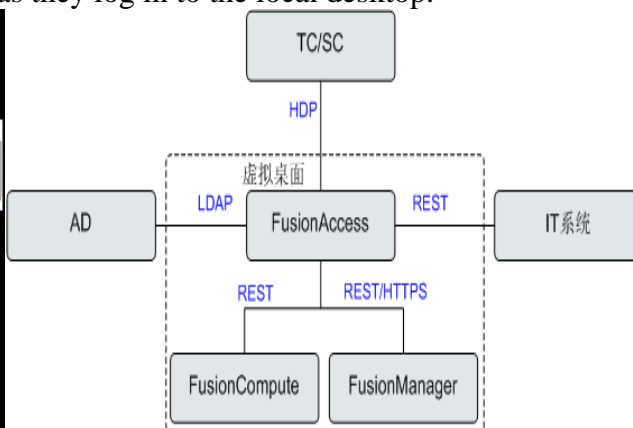 as they log in to the local desktop.
TC/SC
HDP
虚拟桌面
LDAP
REST
AD
FusionAccess
IT系统
REST
REST/HTTPS
FusionCompute
FusionManager